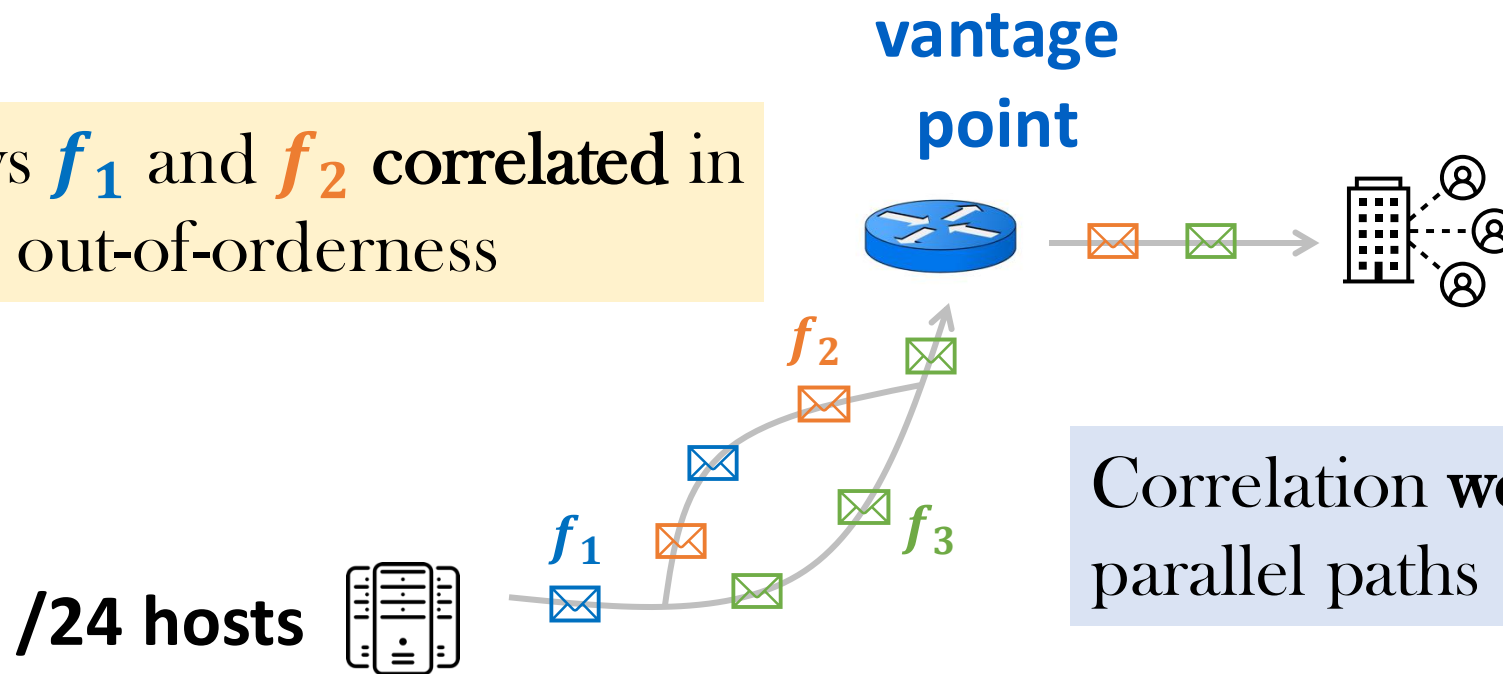 vantage
point
f1 and f2 correlated in
out-of-orderness
f2
Correlation
parallel paths
f1
f3
/24 hosts